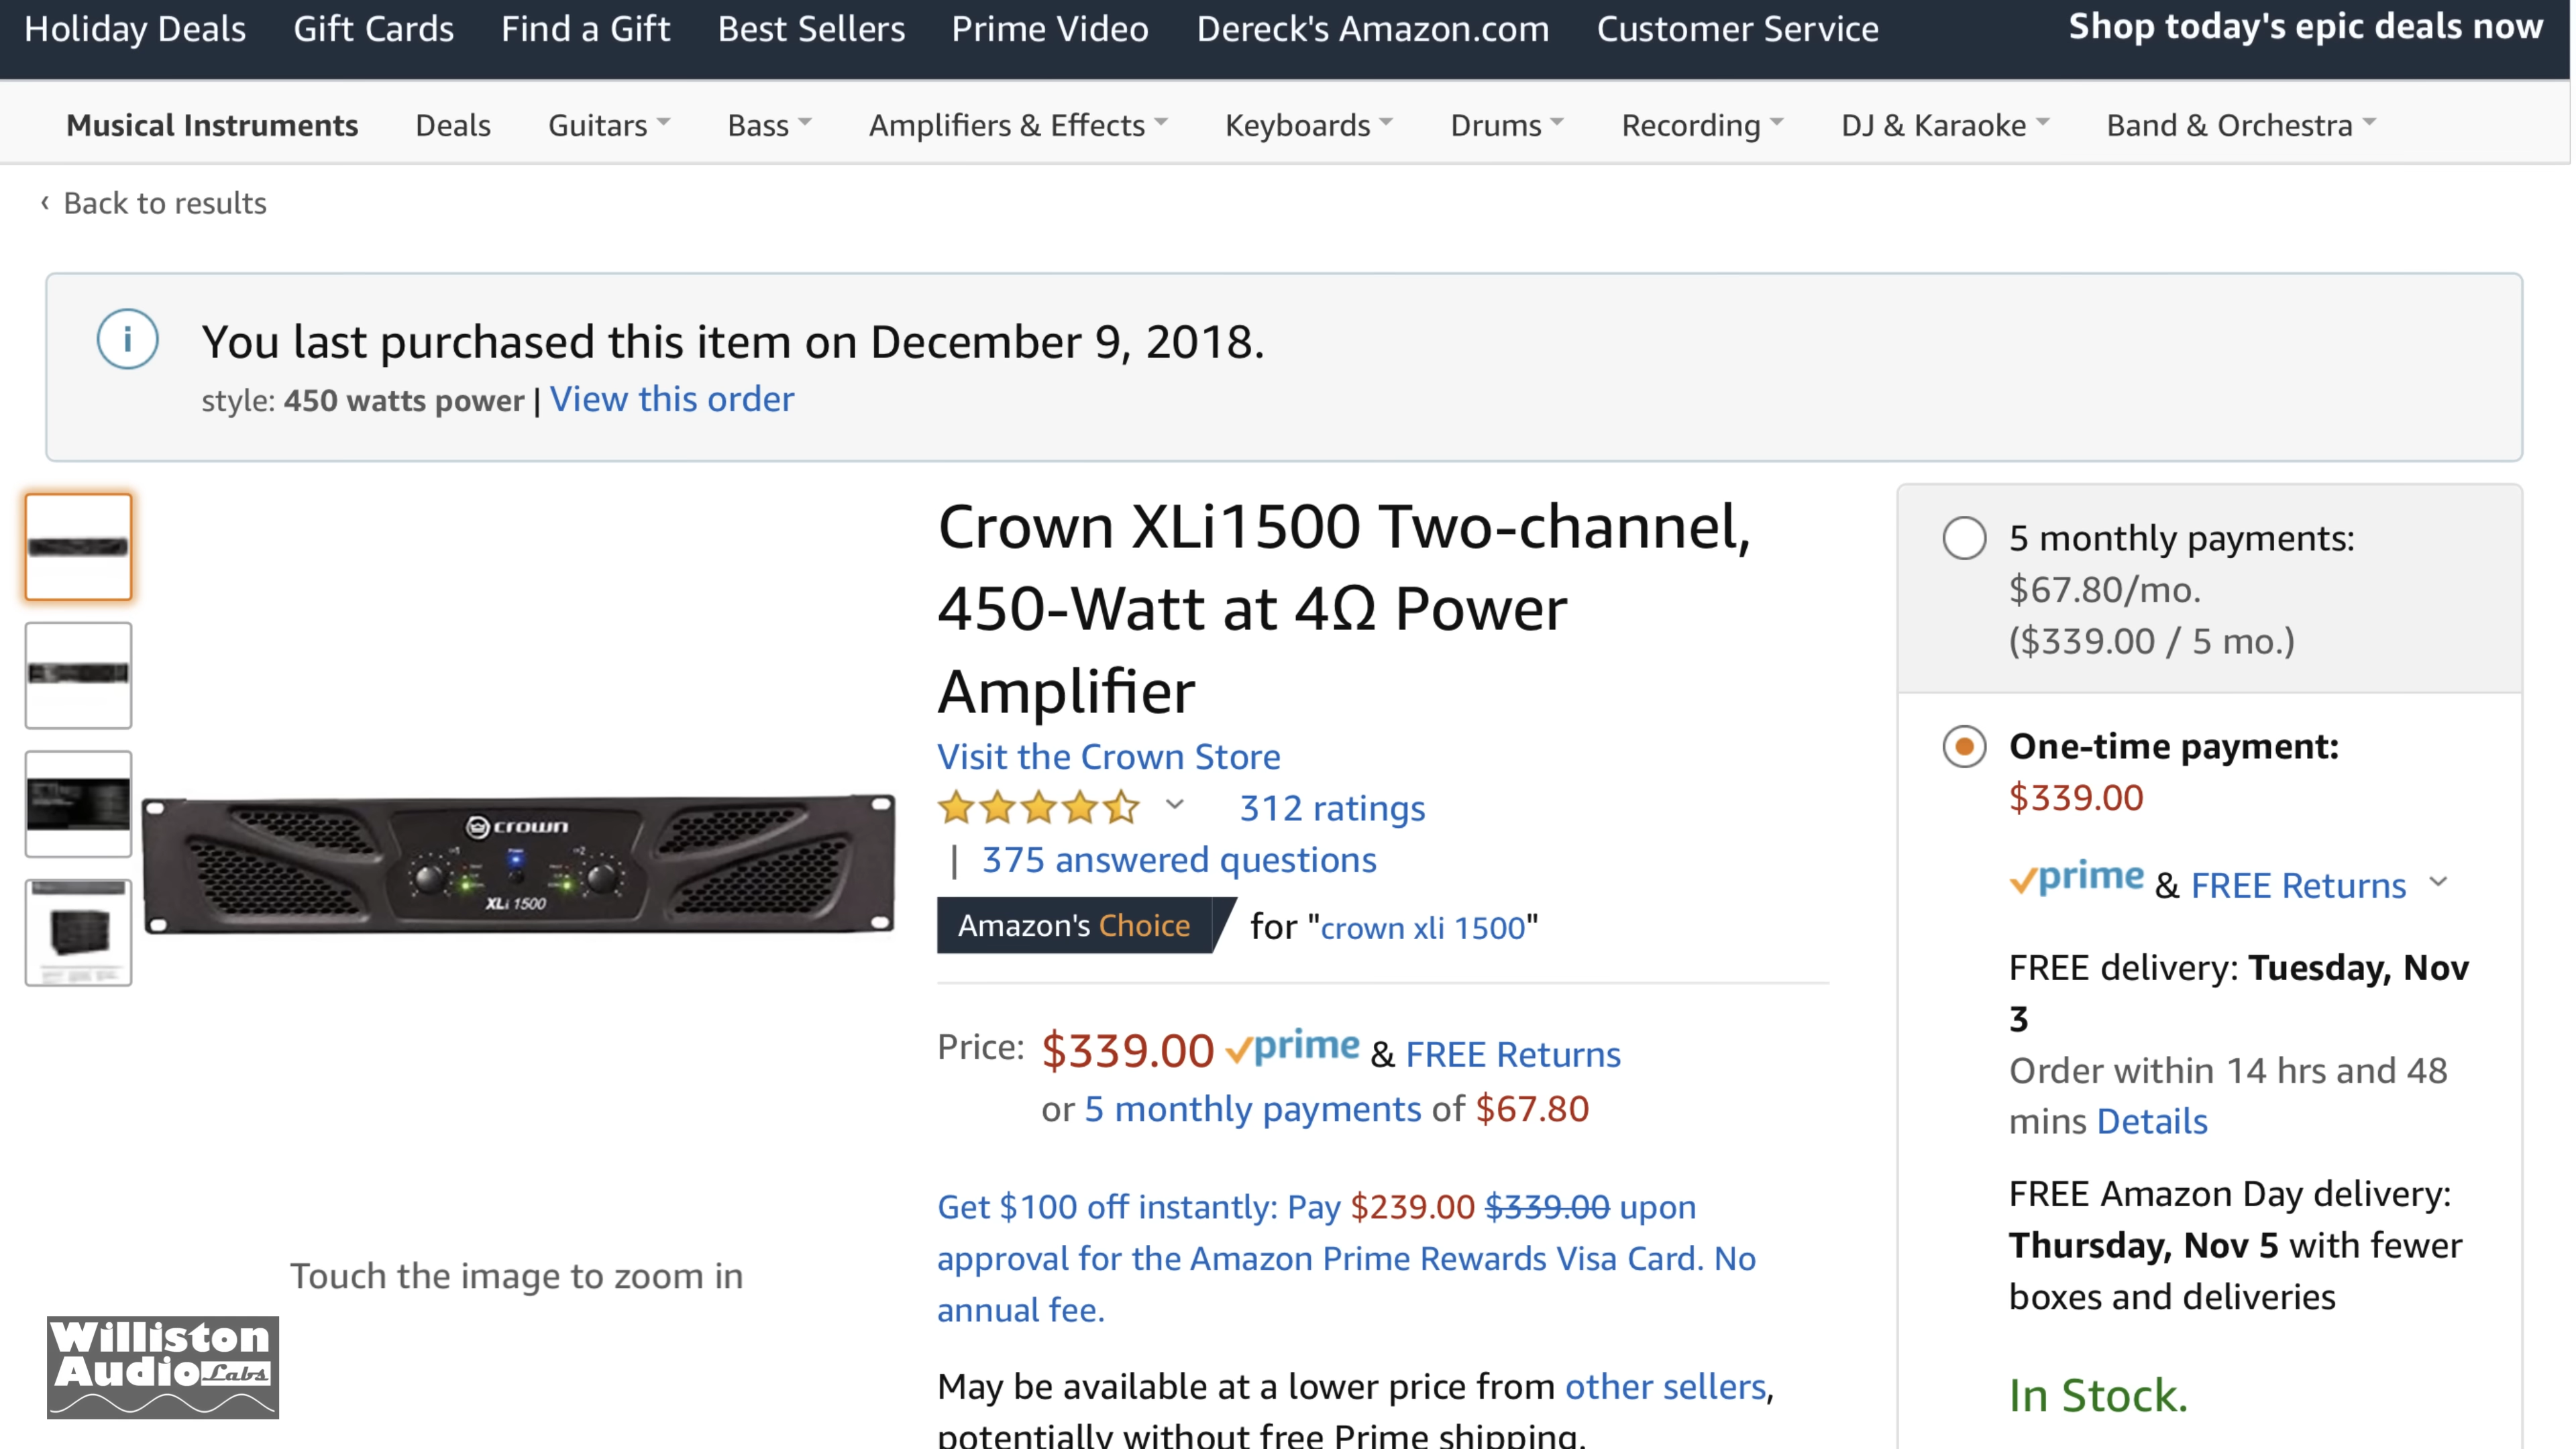 Holiday Deals Gift Cards Find a Gift Best Sellers Prime Video Dereck's Amazon.com Customer Service Shop today's epic deals now
Musical Instruments Deals Guitars Bass Amplifiers & Effects Keyboards Drums Recording DJ & Karaoke Band & Orchestra
‹ Back to results
You last purchased this item on December 9, 2018.
style: 450 watts power | View this order
crown
XLi 1500
Touch the image to zoom in
Williston
Audio Labs
Crown XLi1500 Two-channel,
450-Watt at 4Ω Power
Amplifier
Visit the Crown Store
312 ratings
| 375 answered questions
Amazon's Choice for "crown xli 1500"
Price: $339.00 prime & FREE Returns
or 5 monthly payments of $67.80
Get $100 off instantly: Pay $239.00 $339.00 upon
approval for the Amazon Prime Rewards Visa Card. No
annual fee.
May be available at a lower price from other sellers,
potentially without free Prime shipping.
5 monthly payments:
$67.80/mo.
($339.00 / 5 mo.)
One-time payment:
$339.00
prime & FREE Returns
FREE delivery: Tuesday, Nov
3
Order within 14 hrs and 48
mins Details
FREE Amazon Day delivery:
Thursday, Nov 5 with fewer
boxes and deliveries
In Stock.